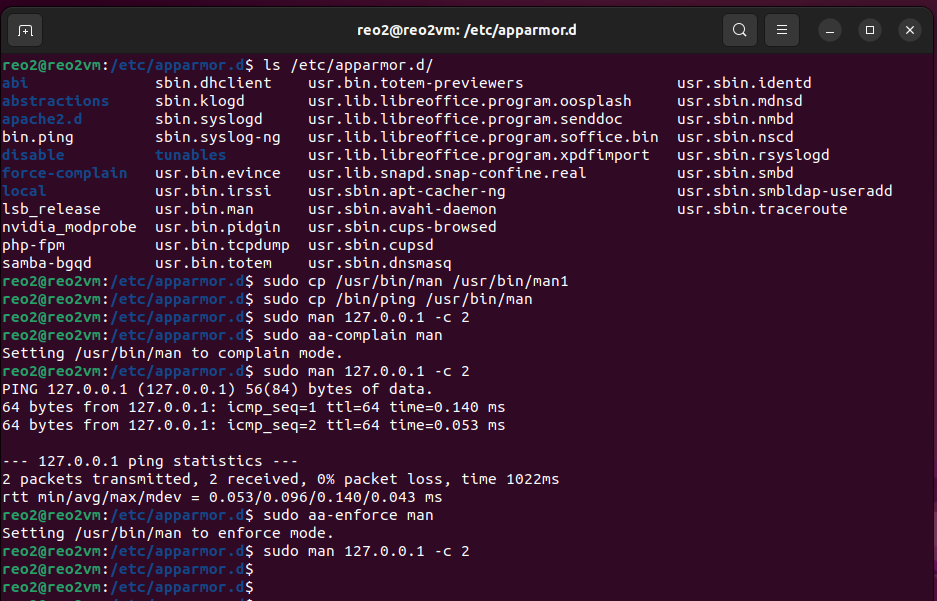 reo2@reo2vm: /etc/apparmor.d
reo2@reo2vm:/etc/apparmor.d$ ls /etc/apparmor.d/
abi sbin.dhclient usr.bin.totem-previewers usr.sbin.identd
abstractions sbin.klogd usr.lib.libreoffice.program.oosplash usr.sbin.mdnsd
apache2.d sbin.syslogd usr.lib.libreoffice.program.senddoc usr.sbin.nmbd
bin.ping sbin.syslog-ng usr.lib.libreoffice.program.soffice.bin usr.sbin.nscd
disable tunables usr.lib.libreoffice.program.xpdfimport usr.sbin.rsyslogd
force-complain usr.bin.evince usr.lib.snapd.snap-confine.real usr.sbin.smbd
local usr.bin.irssi usr.sbin.apt-cacher-ng usr.sbin.smbldap-useradd
lsb_release usr.bin.man usr.sbin.avahi-daemon usr.sbin.traceroute
nvidia_modprobe usr.bin.pidgin usr.sbin.cups-browsed
php-fpm usr.bin.tcpdump usr.sbin.cupsd
samba-bgqd usr.bin.totem usr.sbin.dnsmasq
reo2@reo2vm:/etc/apparmor.d$ sudo cp /usr/bin/man /usr/bin/man1
reo2@reo2vm:/etc/apparmor.d$ sudo cp /bin/ping /usr/bin/man
reo2@reo2vm:/etc/apparmor.d$ sudo man 127.0.0.1 -c 2
reo2@reo2vm:/etc/apparmor.d$ sudo aa-complain man
Setting /usr/bin/man to complain mode.
reo2@reo2vm:/etc/apparmor.d$ sudo man 127.0.0.1 -c 2
PING 127.0.0.1 (127.0.0.1) 56(84) bytes of data.
64 bytes from 127.0.0.1: icmp_seq=1 ttl=64 time=0.140 ms
64 bytes from 127.0.0.1: icmp_seq=2 ttl=64 time=0.053 ms
--- 127.0.0.1 ping statistics ---
2 packets transmitted, 2 received, 0% packet loss, time 1022ms
rtt min/avg/max/mdev = 0.053/0.096/0.140/0.043 ms
reo2@reo2vm:/etc/apparmor.d$ sudo aa-enforce man
Setting /usr/bin/man to enforce mode.
reo2@reo2vm:/etc/apparmor.d$ sudo man 127.0.0.1 -c 2
reo2@reo2vm:/etc/apparmor.d$
reo2@reo2vm:/etc/apparmor.d$